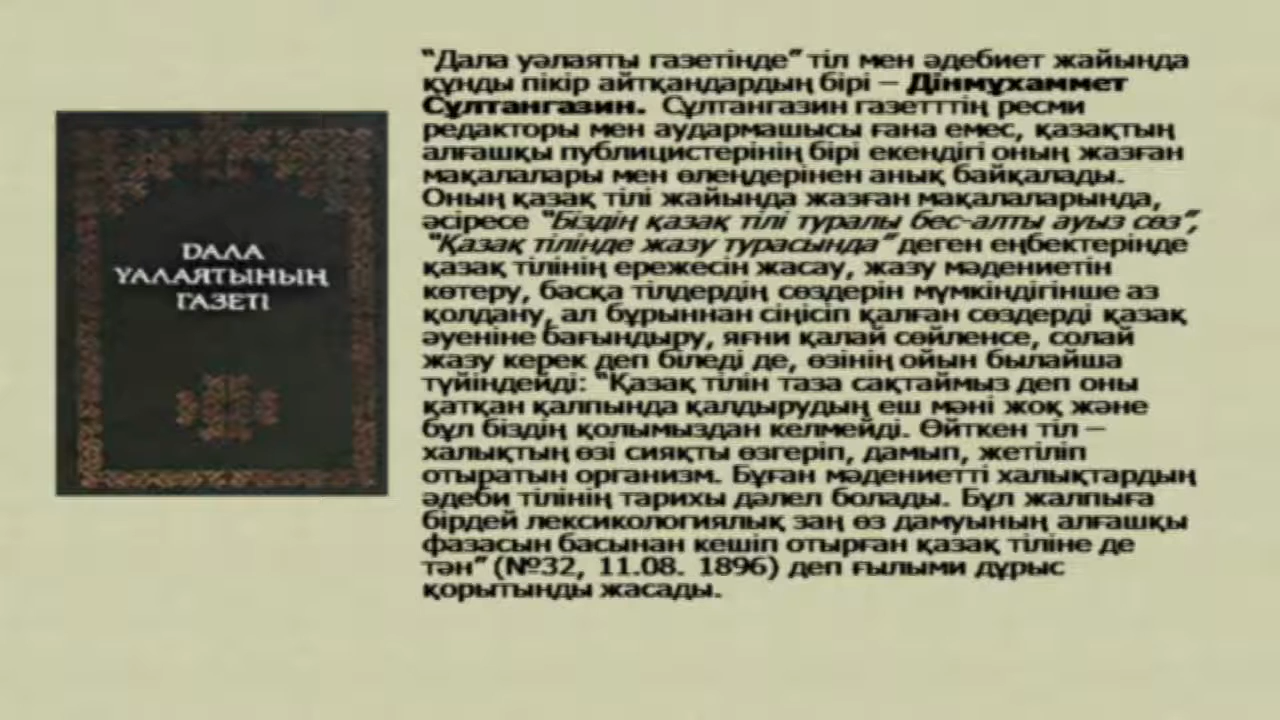 ДАЛА
УАЛАЯТЫНЫҢ
ГАЗЕТІ
“Дала уәлаяты газетінде” тіл мен әдебиет жайында
құнды пікір айтқандардың бірі – Дінмұхаммет
Сұлтангазин. Сұлтангазин газетттің ресми
редакторы мен аудармашысы ғана емес, қазақтың
алғашқы публицистерінің бірі екендігі оның жазған
мақалалары мен өлеңдерінен анық байқалады.
Оның қазақ тілі жайында жазған мақалаларында,
әсіресе “Біздің қазақ тілі туралы бес-алты ауыз сөз”,
“Қазақ тілінде жазу турасында” деген еңбектерінде
қазақ тілінің ережесін жасау, жазу мәдениетін
көтеру, басқа тілдердің сөздерін мүмкіндігінше аз
қолдану, ал бұрыннан сіңісіп қалған сөздерді қазақ
әуеніне бағындыру, яғни қалай сөйленсе, солай
жазу керек деп біледі де, өзінің ойын былайша
түйіндейді: “Қазақ тілін таза сақтаймыз деп оны
қатқан қалпында қалдырудың еш мәні жоқ және
бұл біздің қолымыздан келмейді. Өйткен тіл –
халықтың өзі сияқты өзгеріп, дамып, жетіліп
отыратын организм. Бұған мәдениетті халықтардың
әдеби тілінің тарихы дәлел болады. Бұл жалпыға
бірдей лексикологиялық заң өз дамуының алғашқы
фазасын басынан кешіп отырған қазақ тіліне де
тән” (№32, 11.08. 1896) деп ғылыми дұрыс
қорытынды жасады.